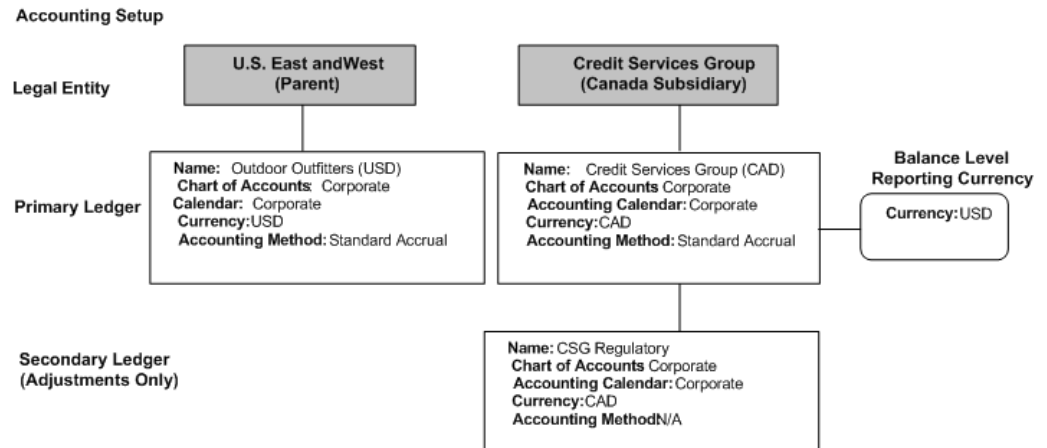 Accounting Setup
Legal Entity
U.S. East andWest
(Parent)
Credit Services Group
(Canada Subsidiary)
Primary Ledger
Name: Outdoor Outfitters (USD)
Chart of Accounts: Corporate
Calendar: Corporate
Currency:USD
Accounting Method: Standard Accrual
Name: Credit Services Group (CAD)
Chart of Accounts Corporate
Accounting Calendar: Corporate
Currency:CAD
Accounting Method: Standard Accrual
Balance Level
Reporting Currency
Currency: USD
Secondary Ledger
(Adjustments Only)
Name: CSG Regulatory
Chart of Accounts Corporate
Accounting Calendar: Corporate
Currency:CAD
Accounting MethodN/A